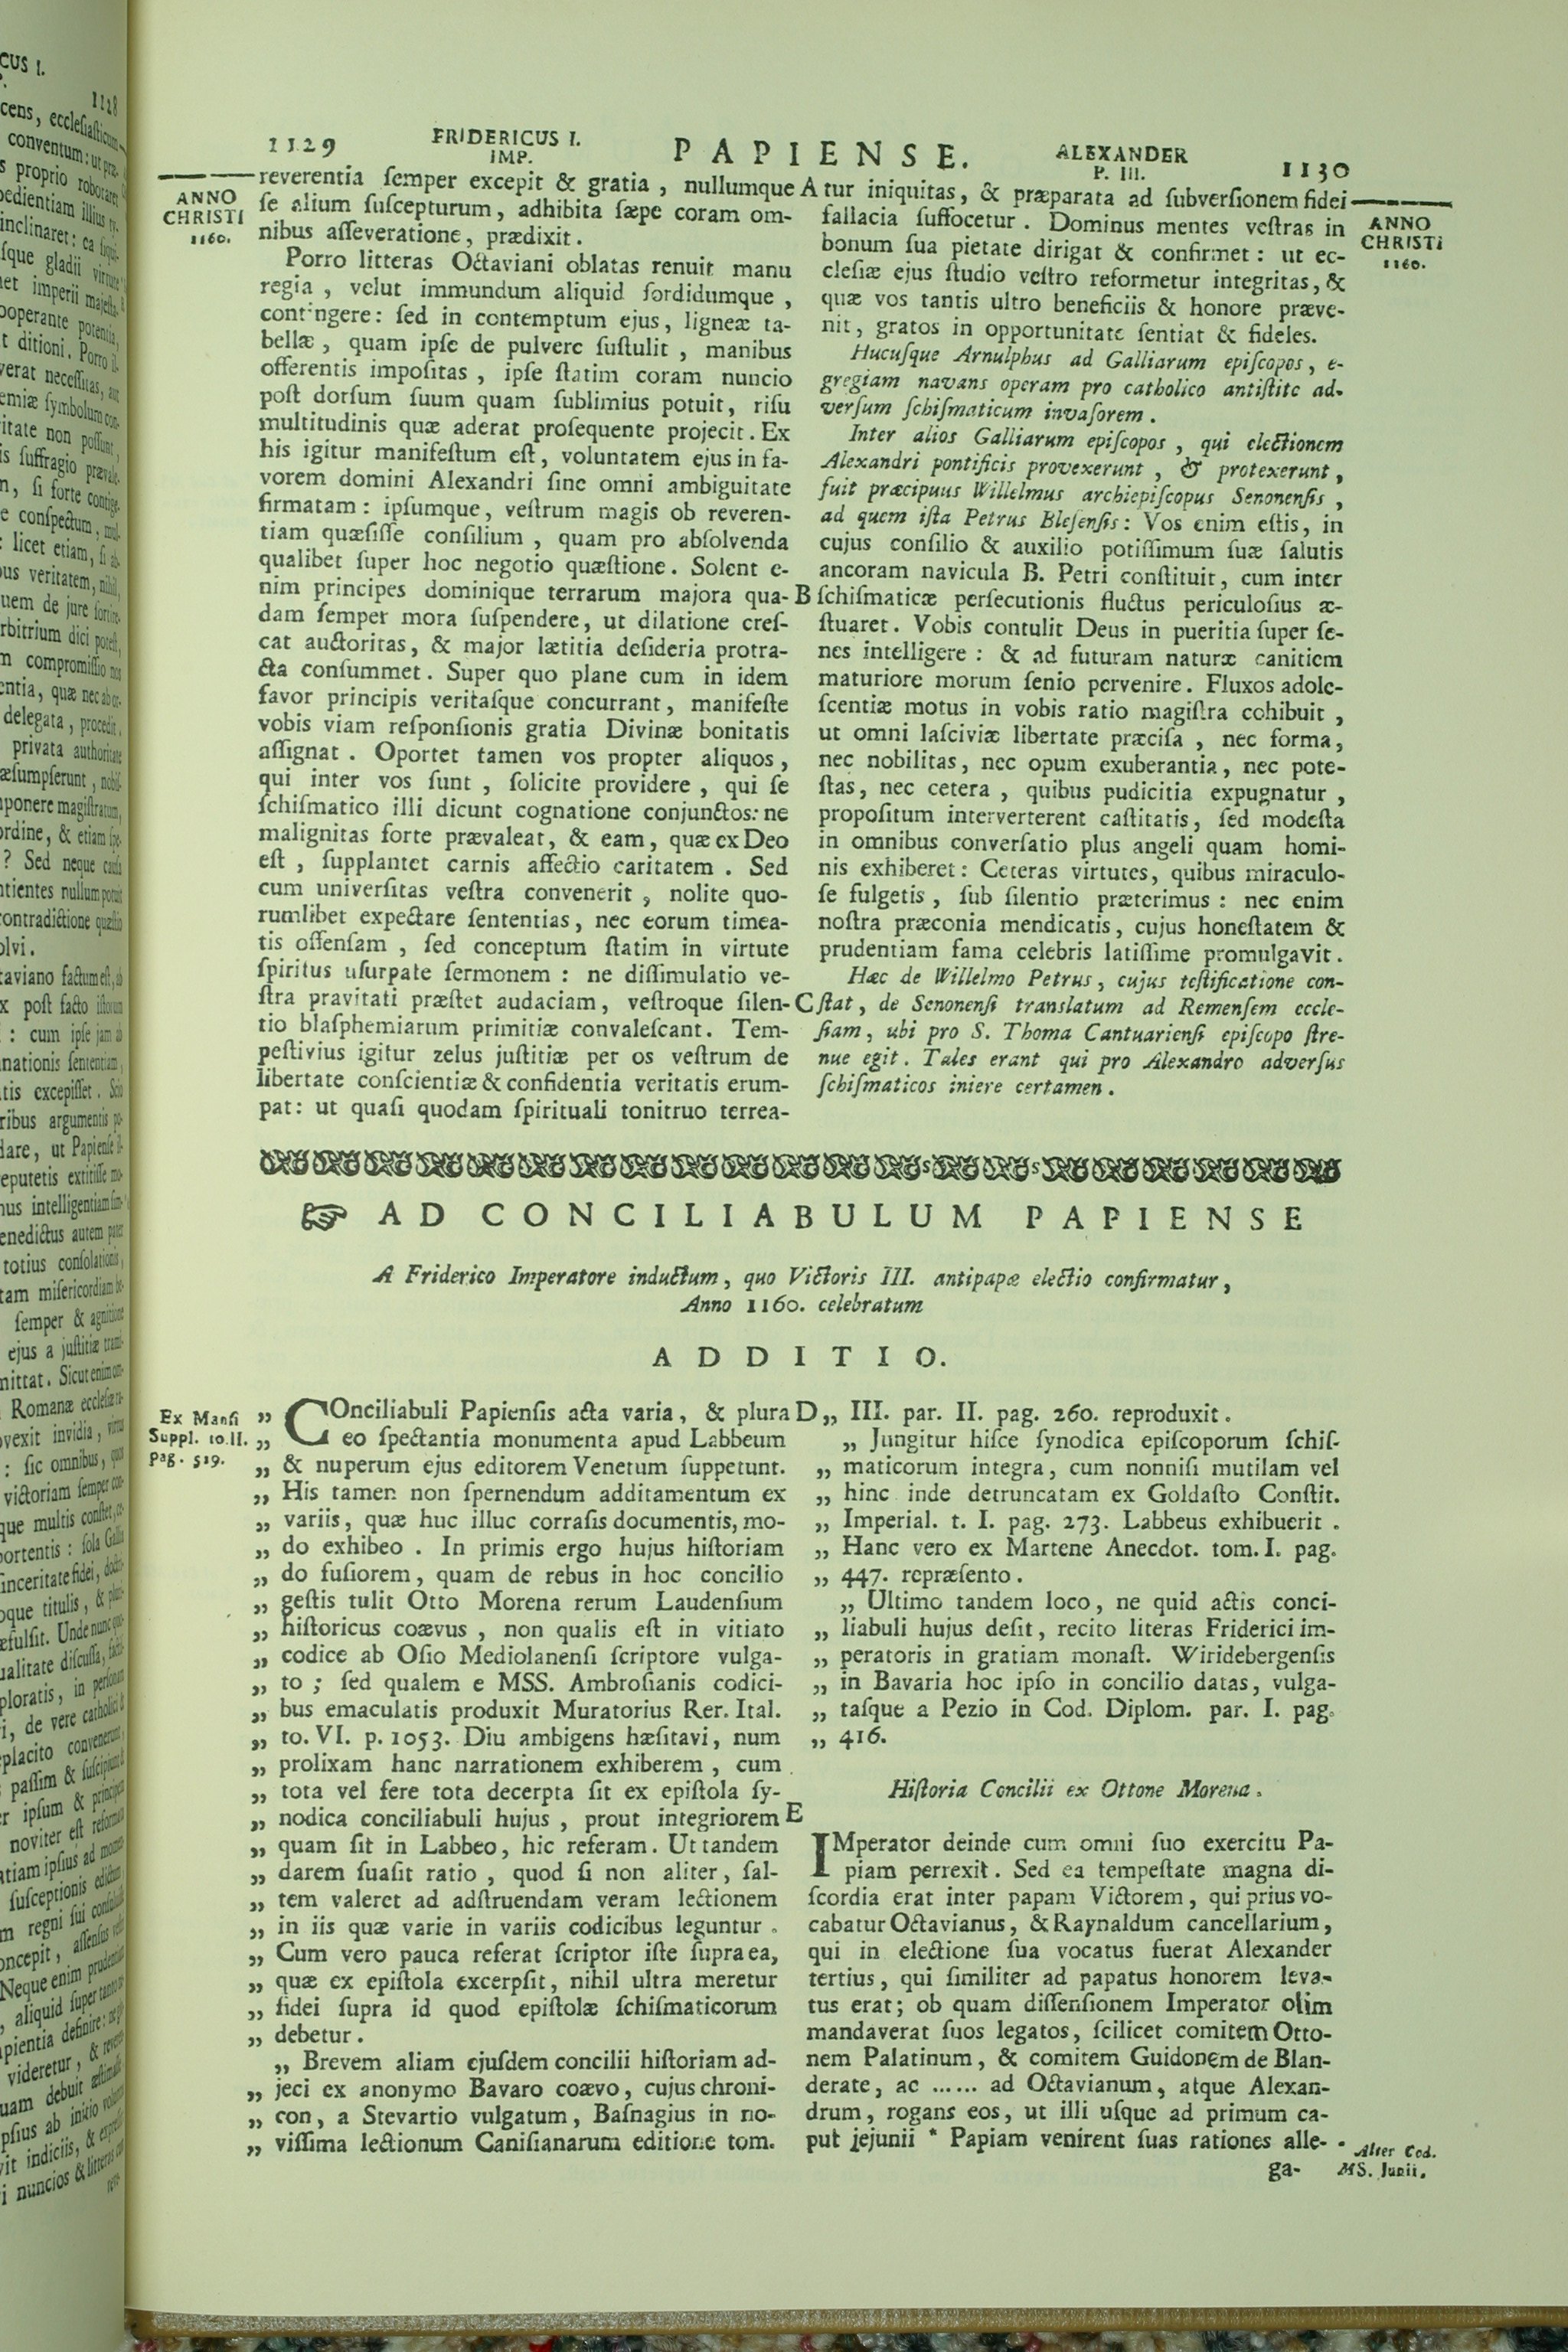 1129 FRIDERICUS I. IMP. PAPIENSE. ALEXANDER P. III. 1130
ANNO
CHRISTI
1160.
reverentia ſemper excepit & gratia, nullumque
ſe alium ſuſcepturum, adhibita ſæpe coram om-
nibus aſſeveratione, prædixit.
Porro litteras Octaviani oblatas renuit manu
regia, velut immundum aliquid ſordidumque,
contingere: ſed in contemptum ejus, ligneæ ta-
bellæ, quam ipſe de pulvere ſuſtulit, manibus
offerentis impoſitas, ipſe ſtatim coram nuncio
poſt dorſum ſuum quam ſublimius potuit, riſu
multitudinis quæ aderat proſequente projecit. Ex
his igitur manifeſtum eſt, voluntatem ejus in fa-
vorem domini Alexandri ſine omni ambiguitate
firmatam: ipſumque, veſtrum magis ob reveren-
tiam quæſiſſe conſilium, quam pro abſolvenda
qualibet ſuper hoc negotio quæſtione. Solent e-
nim principes dominique terrarum majora qua-
dam ſemper mora ſuſpendere, ut dilatione creſ-
cat auctoritas, & major lætitia deſideria protra-
cta conſummet. Super quo plane cum in idem
favor principis veritaſque concurrant, manifeſte
vobis viam reſponſionis gratia Divinæ bonitatis
aſſignat. Oportet tamen vos propter aliquos,
qui inter vos ſunt, ſolicite providere, qui ſe
ſchiſmatico illi dicunt cognatione conjunctos: ne
malignitas forte prævaleat, & eam, quæ ex Deo
eſt, ſupplantet carnis affectio caritatem. Sed
cum univerſitas veſtra convenerit, nolite quo-
rumlibet expectare ſententias, nec eorum timea-
tis offenſam, ſed conceptum ſtatim in virtute
ſpiritus uſurpate ſermonem: ne diſſimulatio ve-
ſtra pravitati præſtet audaciam, veſtroque ſilen-
tio blaſphemiarum primitiæ convaleſcant. Tem-
peſtivius igitur zelus juſtitiæ per os veſtrum de
libertate conſcientiæ & confidentia veritatis erum-
pat: ut quaſi quodam ſpirituali tonitruo terrea-
A
B
C
tur iniquitas, & præparata ad ſubverſionem fidei
fallacia ſuffocetur. Dominus mentes veſtras in
bonum ſua pietate dirigat & confirmet: ut ec-
cleſiæ ejus ſtudio veſtro reformetur integritas, &
quæ vos tantis ultro beneficiis & honore præve-
nit, gratos in opportunitate ſentiat & fideles.
Hucuſque Arnulphus ad Galliarum epiſcopos, e-
gregiam navans operam pro catholico antiſtite ad-
verſum ſchiſmaticum invaſorem.
Inter alios Galliarum epiſcopos, qui electionem
Alexandri pontificis provexerunt, & protexerunt,
fuit præcipuus Willelmus archiepiſcopus Senonenſis,
ad quem iſta Petrus Bleſenſis: Vos enim eſtis, in
cujus conſilio & auxilio potiſſimum ſuæ ſalutis
ancoram navicula B. Petri conſtituit, cum inter
ſchiſmaticæ perſecutionis fluctus periculoſius æ-
ſtuaret. Vobis contulit Deus in pueritia ſuper ſe-
nes intelligere: & ad futuram naturæ canitiem
maturiore morum ſenio pervenire. Fluxos adole-
ſcentiæ motus in vobis ratio magiſtra cohibuit,
ut omni laſciviæ libertate præciſa, nec forma,
nec nobilitas, nec opum exuberantia, nec pote-
ſtas, nec cetera, quibus pudicitia expugnatur,
propoſitum interverterent caſtitatis, ſed modeſta
in omnibus converſatio plus angeli quam homi-
nis exhiberet: Ceteras virtutes, quibus miraculo-
ſe fulgetis, ſub ſilentio præterimus: nec enim
noſtra præconia mendicatis, cujus honeſtatem &
prudentiam fama celebris latiſſime promulgavit.
Hæc de Willelmo Petrus, cujus teſtificatione con-
ſtat, de Senonenſi translatum ad Remenſem eccle-
ſiam, ubi pro S. Thoma Cantuarienſi epiſcopo ſtre-
nue egit. Tales erant qui pro Alexandro adverſus
ſchiſmaticos iniere certamen.
ANNO
CHRISTI
1160.
☞ AD CONCILIABULUM PAPIENSE
A Friderico Imperatore inductum, quo Victoris III. antipapæ electio confirmatur,
Anno 1160. celebratum
ADDITIO.
Ex Manſi
Suppl. to. II.
pag. 519.
„ COnciliabuli Papienſis acta varia, & plura
„ eo ſpectantia monumenta apud Labbeum
„ & nuperum ejus editorem Venetum ſuppetunt.
„ His tamen non ſpernendum additamentum ex
„ variis, quæ huc illuc corraſis documentis, mo-
„ do exhibeo. In primis ergo hujus hiſtoriam
„ do fuſiorem, quam de rebus in hoc concilio
„ geſtis tulit Otto Morena rerum Laudenſium
„ hiſtoricus coævus, non qualis eſt in vitiato
„ codice ab Oſio Mediolanenſi ſcriptore vulga-
„ to; ſed qualem e MSS. Ambroſianis codici-
„ bus emaculatis produxit Muratorius Rer. Ital.
„ to. VI. p. 1053. Diu ambigens hæſitavi, num
„ prolixam hanc narrationem exhiberem, cum
„ tota vel fere tota decerpta ſit ex epiſtola ſy-
„ nodica conciliabuli hujus, prout integriorem
„ quam ſit in Labbeo, hic referam. Ut tandem
„ darem ſuaſit ratio, quod ſi non aliter, ſal-
„ tem valeret ad adſtruendam veram lectionem
„ in iis quæ varie in variis codicibus leguntur.
„ Cum vero pauca referat ſcriptor iſte ſupra ea,
„ quæ ex epiſtola excerpſit, nihil ultra meretur
„ fidei ſupra id quod epiſtolæ ſchiſmaticorum
„ debetur.
„ Brevem aliam ejuſdem concilii hiſtoriam ad-
„ jeci ex anonymo Bavaro coævo, cujus chroni-
„ con, a Stevartio vulgatum, Baſnagius in no-
„ viſſima lectionum Caniſianarum editione tom.
D
E
„ III. par. II. pag. 260. reproduxit.
„ Jungitur hiſce ſynodica epiſcoporum ſchiſ-
„ maticorum integra, cum nonniſi mutilam vel
„ hinc inde detruncatam ex Goldaſto Conſtit.
„ Imperial. t. I. pag. 273. Labbeus exhibuerit.
„ Hanc vero ex Martene Anecdot. tom. I. pag.
„ 447. repræſento.
„ Ultimo tandem loco, ne quid actis conci-
„ liabuli hujus deſit, recito literas Friderici im-
„ peratoris in gratiam monaſt. Wiridebergenſis
„ in Bavaria hoc ipſo in concilio datas, vulga-
„ taſque a Pezio in Cod. Diplom. par. I. pag.
„ 416.
Hiſtoria Concilii ex Ottone Morena.
IMperator deinde cum omni ſuo exercitu Pa-
piam perrexit. Sed ea tempeſtate magna di-
ſcordia erat inter papam Victorem, qui prius vo-
cabatur Octavianus, & Raynaldum cancellarium,
qui in electione ſua vocatus fuerat Alexander
tertius, qui ſimiliter ad papatus honorem leva-
tus erat; ob quam diſſenſionem Imperator olim
mandaverat ſuos legatos, ſcilicet comitem Otto-
nem Palatinum, & comitem Guidonem de Blan-
derate, ac ...... ad Octavianum, atque Alexan-
drum, rogans eos, ut illi uſque ad primum ca-
put jejunii * Papiam venirent ſuas rationes alle-
ga-
* Alter Cod.
MS. Junii.